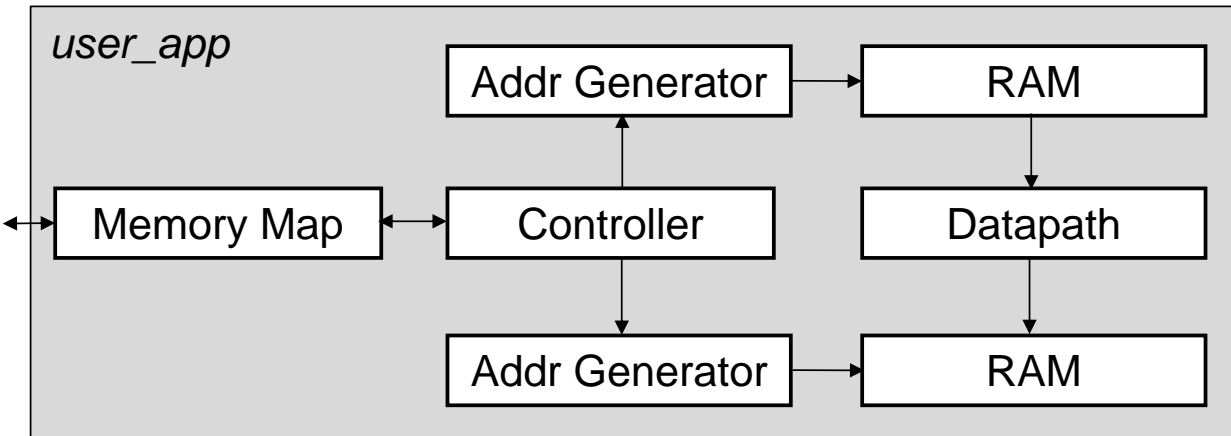 user_app
Addr Generator
RAM
Memory Map
Controller
Datapath
Addr Generator
RAM